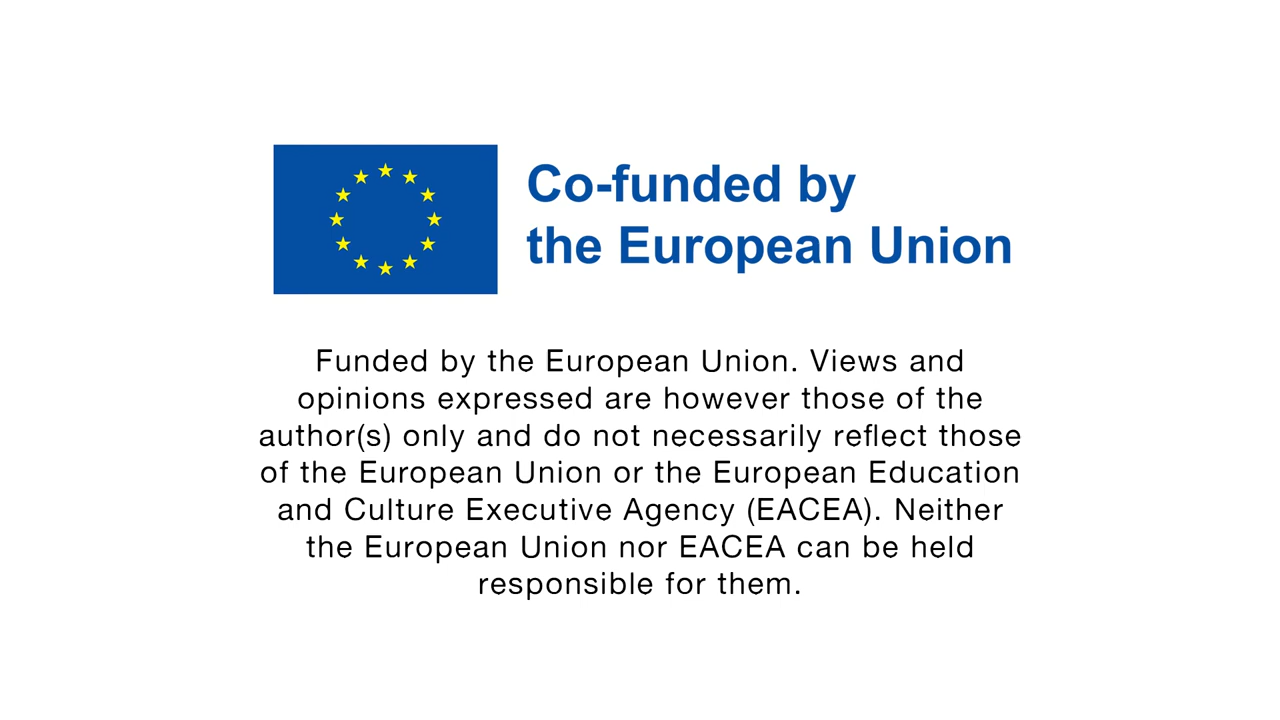 Co-funded by
the European Union
Funded by the European Union. Views and
opinions expressed are however those of the
author(s) only and do not necessarily reflect those
of the European Union or the European Education
and Culture Executive Agency (EACEA). Neither
the European Union nor EACEA can be held
responsible for them.